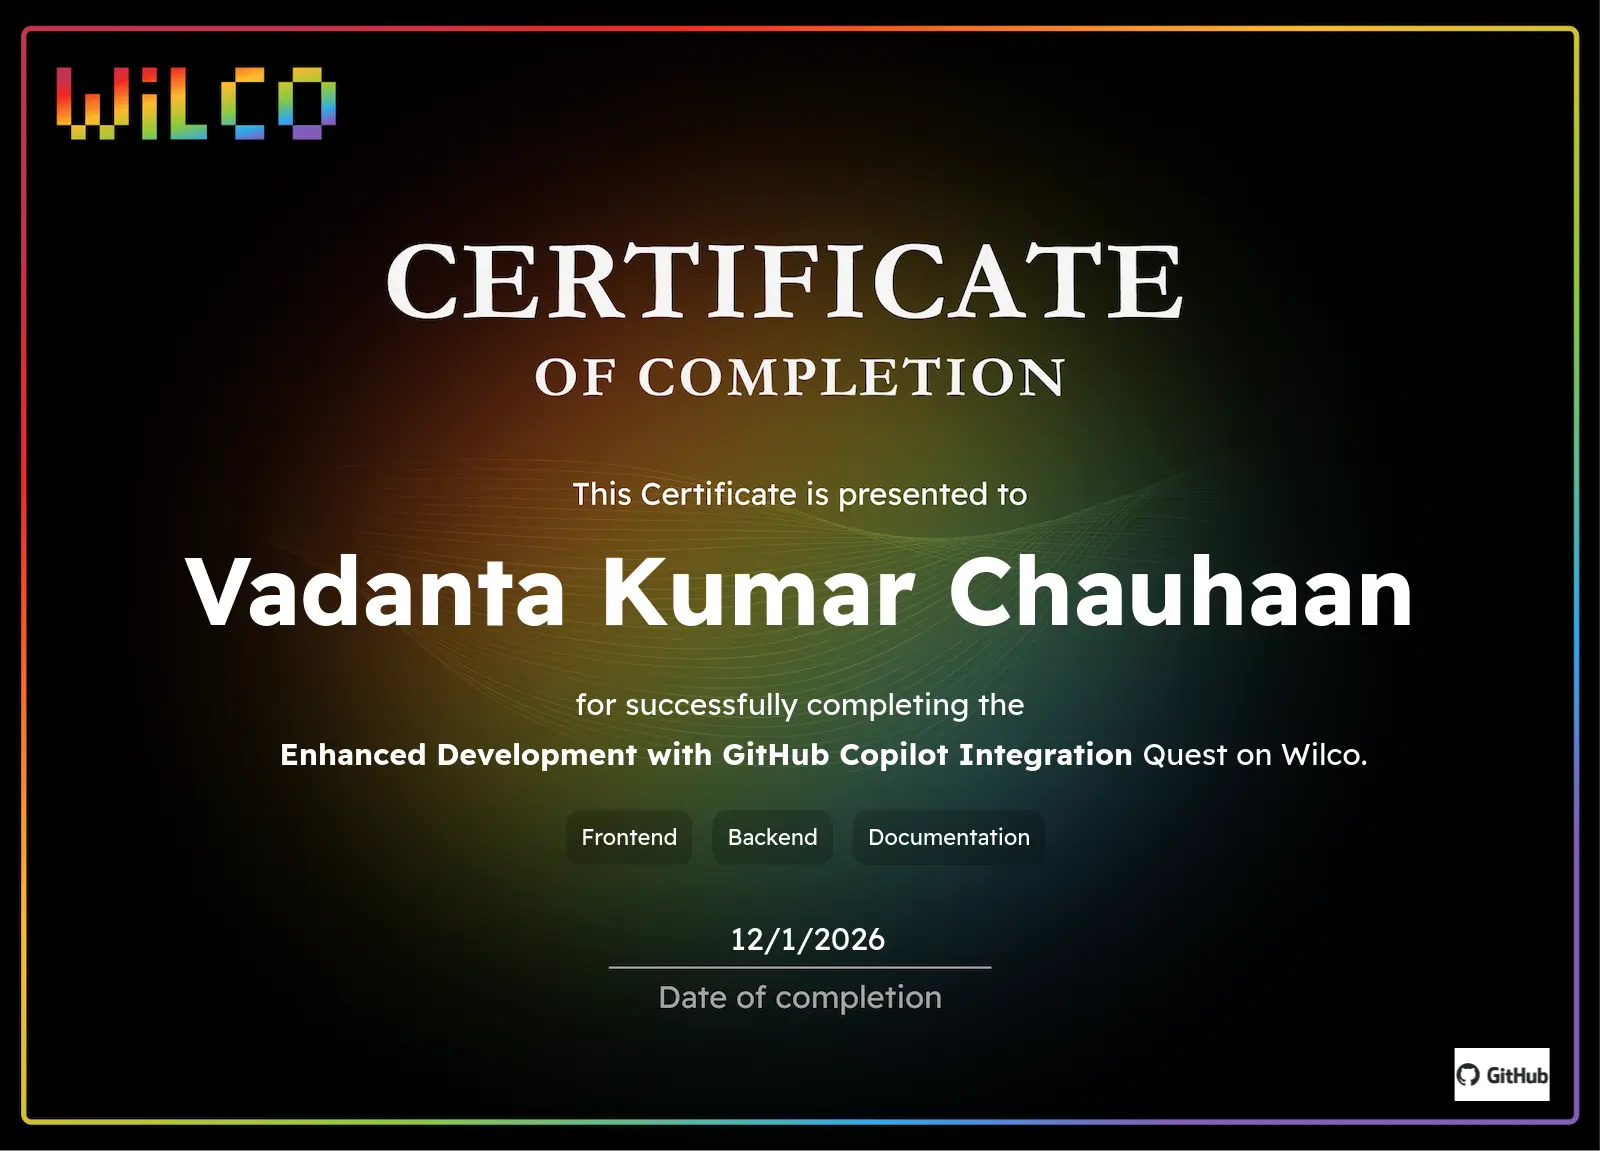 WiLCO
CERTIFICATE
OF COMPLETION
This Certificate is presented to
Vadanta Kumar Chauhaan
for successfully completing the
Enhanced Development with GitHub Copilot Integration Quest on Wilco.
Frontend Backend Documentation
12/1/2026
Date of completion
GitHub